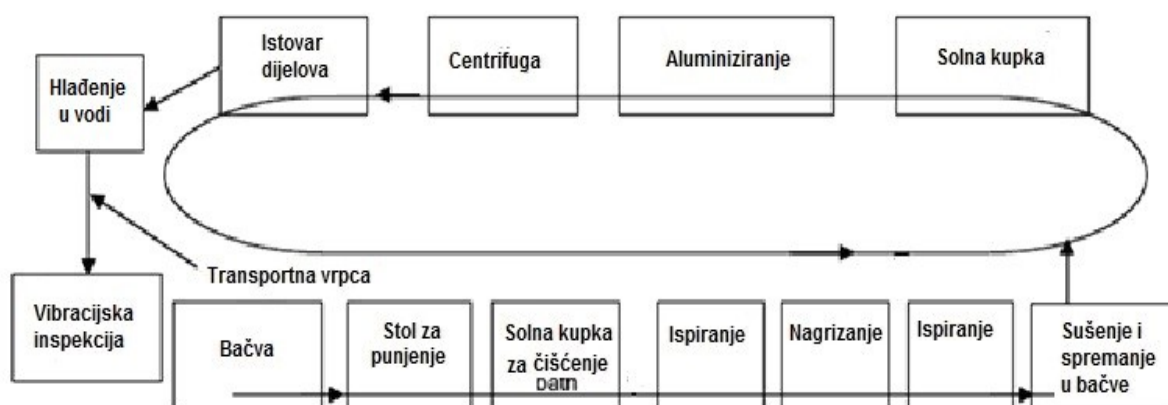 Istovar
dijelova
Centrifuga
Aluminiziranje
Solna kupka
Hlađenje
u vodi
Transportna vrpca
Vibracijska
inspekcija
Bačva
Stol za
punjenje
Solna kupka
za čišćenje
Ispiranje
Nagrizanje
Ispiranje
Sušenje i
spremanje
u bačve